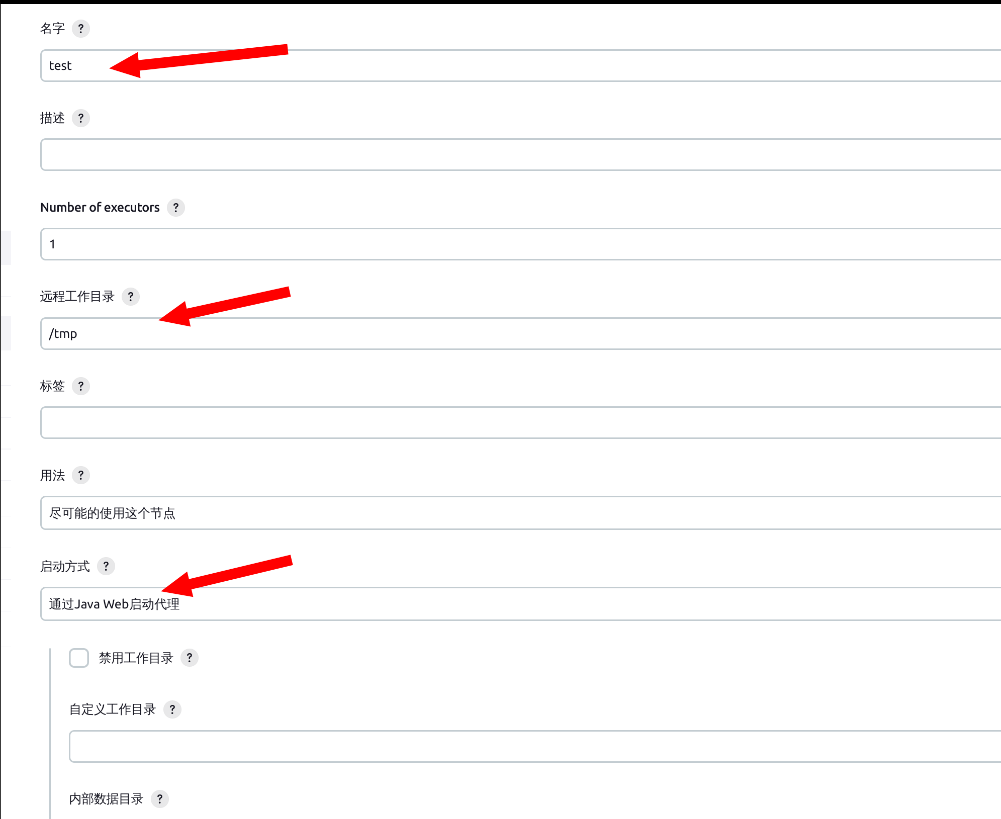 名字 ?
test
描述 ?
Number of executors ?
1
远程工作目录 ?
/tmp
标签 ?
用法 ?
尽可能的使用这个节点
启动方式 ?
通过Java Web启动代理
禁用工作目录 ?
自定义工作目录 ?
内部数据目录 ?